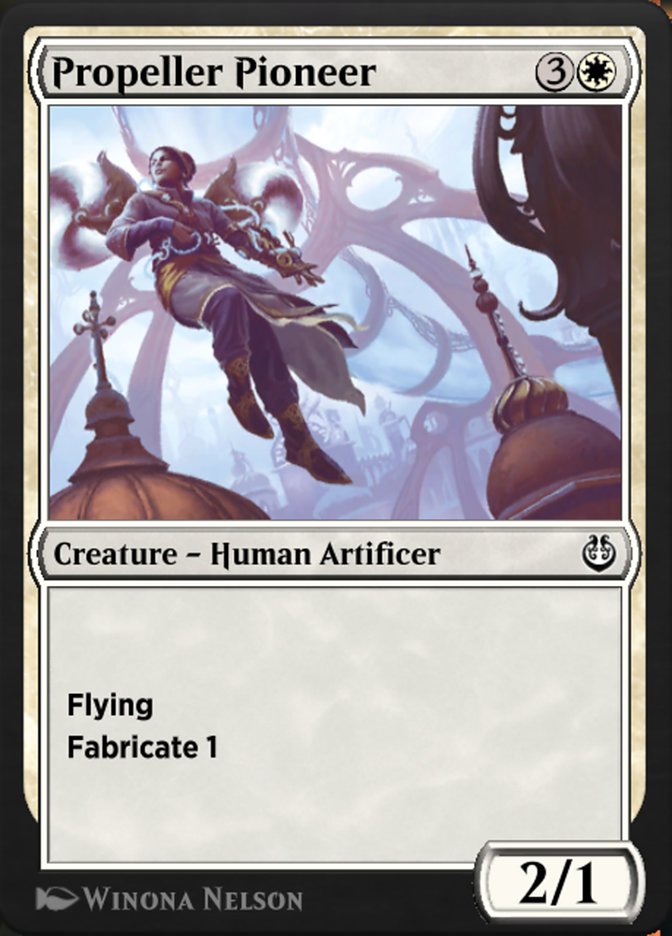 Propeller Pioneer 3
Creature – Human Artificer
Flying
Fabricate 1
2/1
Winona Nelson